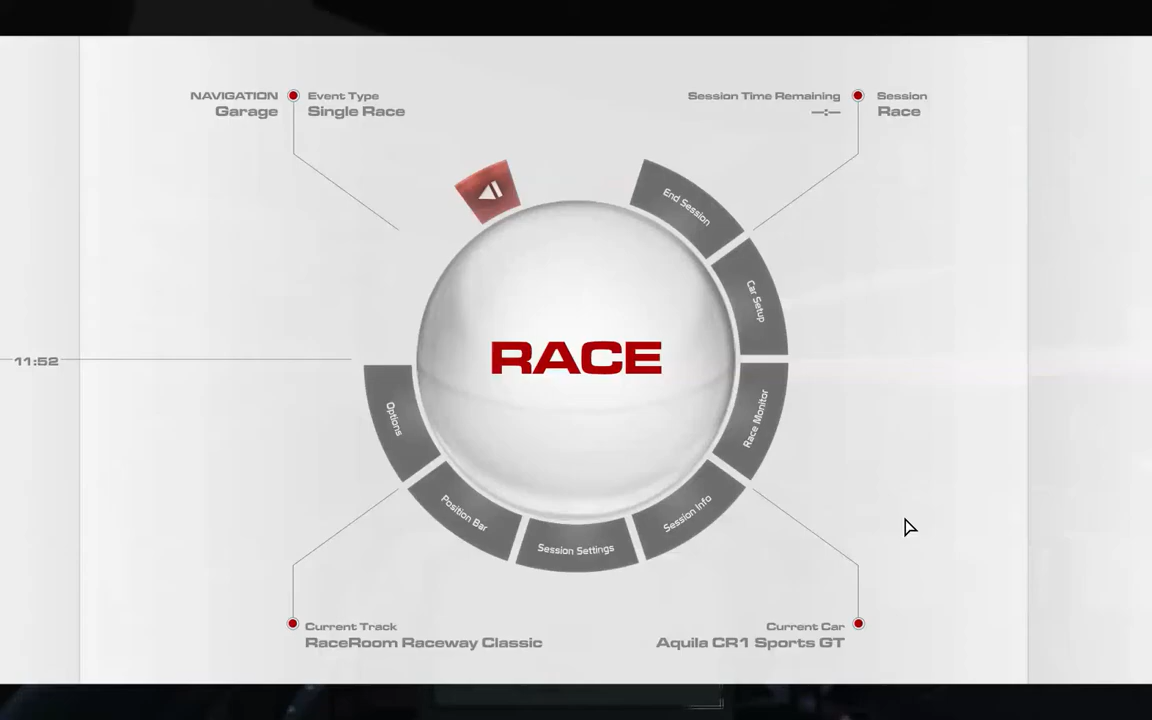 NAVIGATION
Garage
Event Type
Single Race
Session Time Remaining
--:--
Session
Race
End Session
Car Setup
11:52
RACE
Options
Race Monitor
Position Bar
Session Info
Session Settings
Current Track
RaceRoom Raceway Classic
Current Car
Aquila CR1 Sports GT